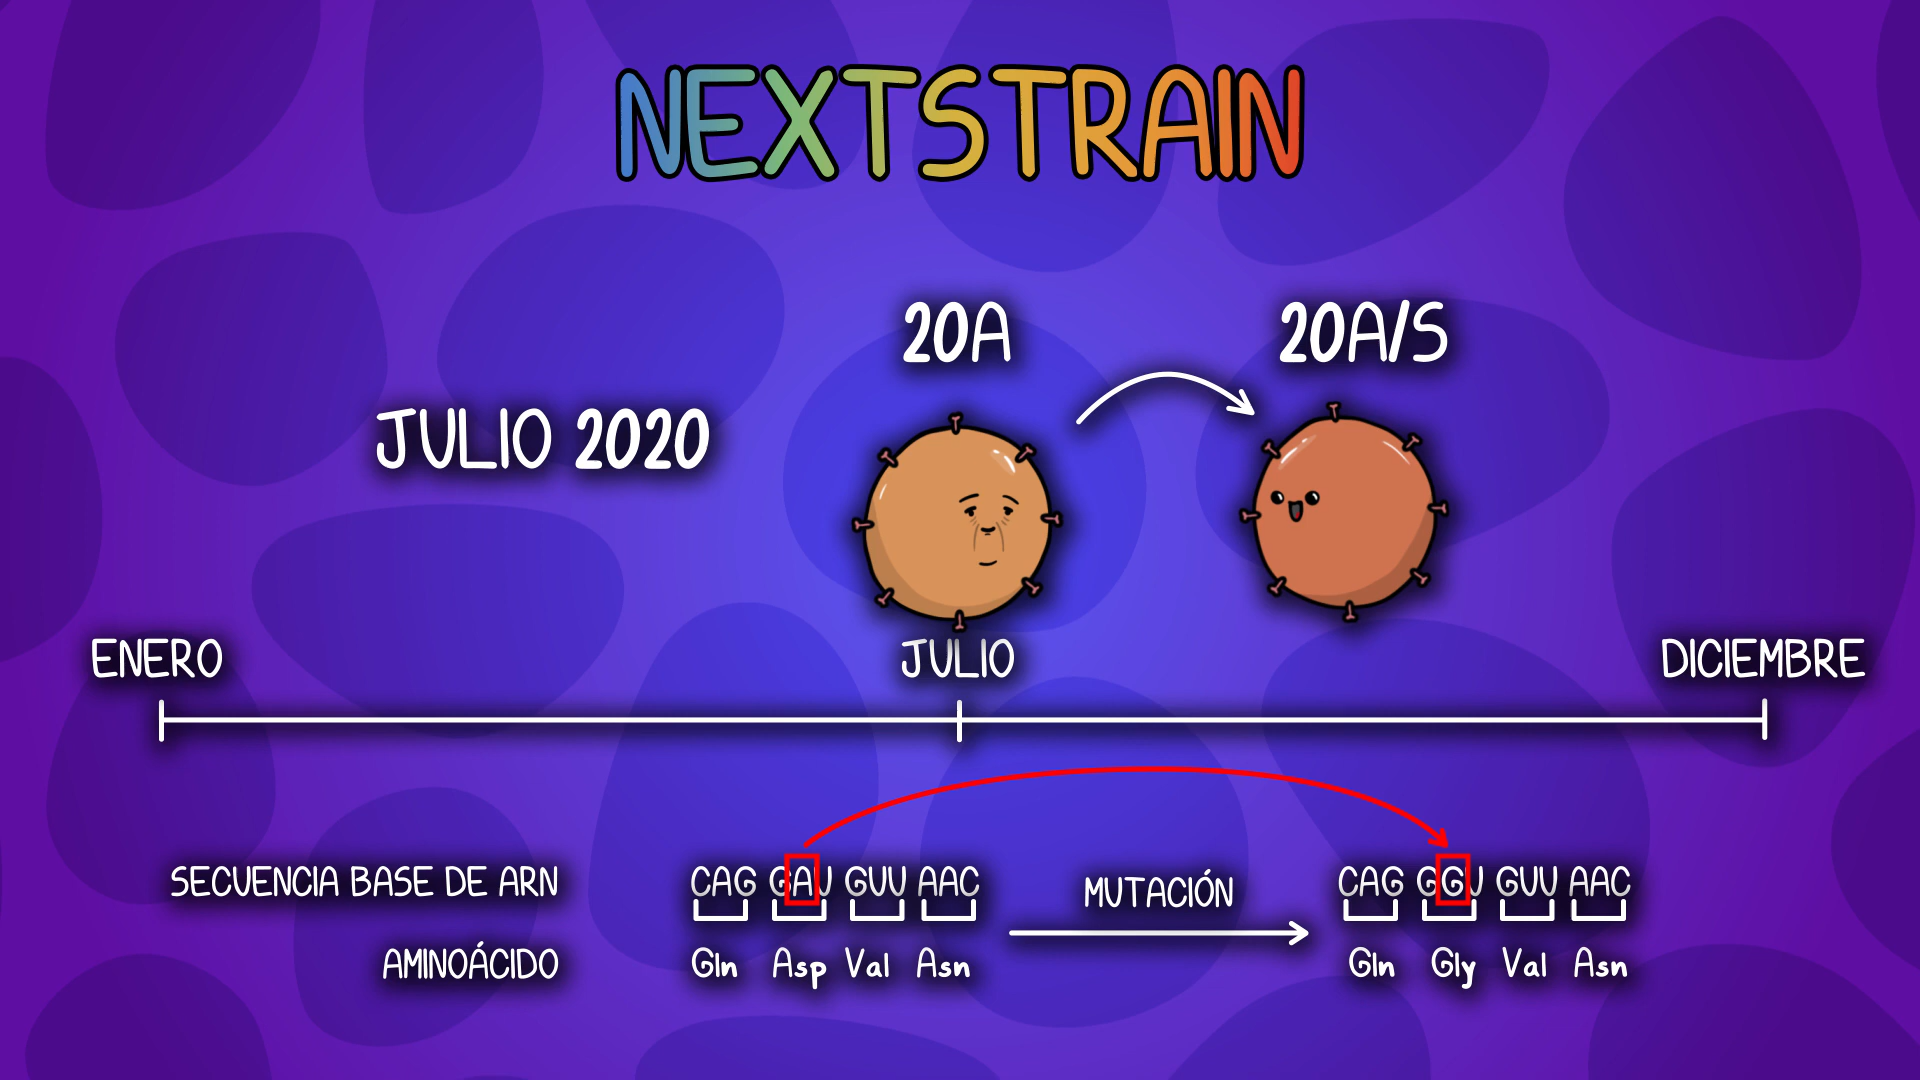 NEXTSTRAIN
20A 20A/S
JULIO 2020
ENERO JULIO DICIEMBRE
SECUENCIA BASE DE ARN CAG GAU GUU AAC MUTACIÓN CAG GGU GUU AAC
AMINOÁCIDO Gln Asp Val Asn Gln Gly Val Asn